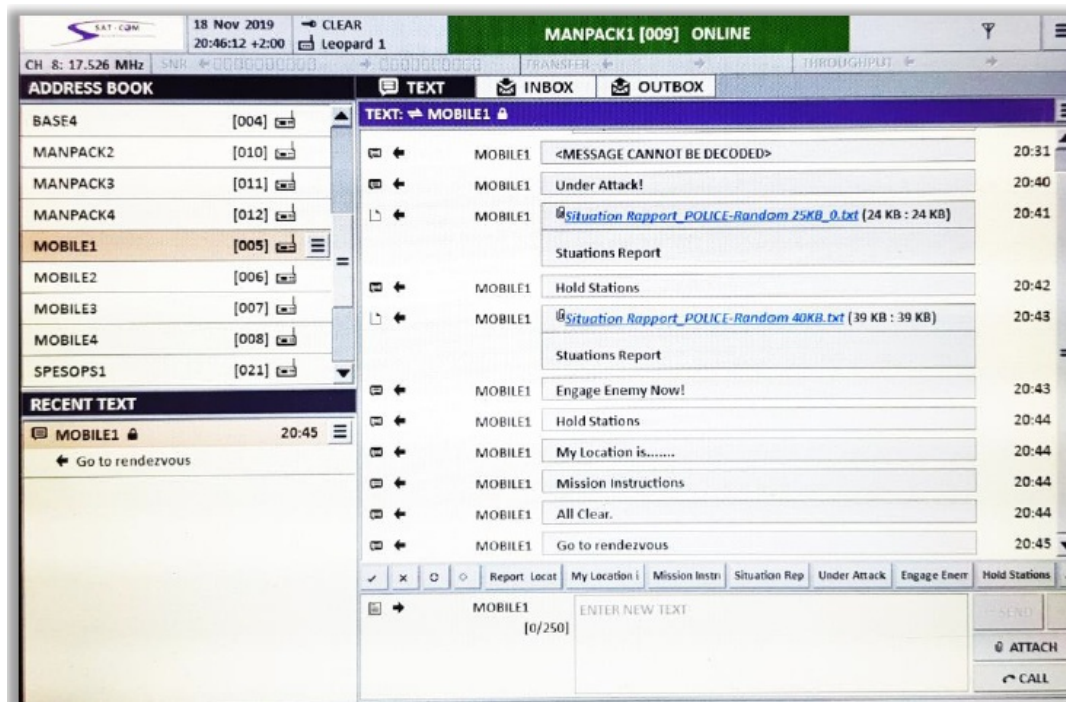 SAT-COM
18 Nov 2019
20:46:12 +2:00
CLEAR
Leopard 1
MANPACK1 [009] ONLINE
CH 8: 17.526 MHz SNR TRANSFER THROUGHPUT
ADDRESS BOOK
BASE4 [004]
MANPACK2 [010]
MANPACK3 [011]
MANPACK4 [012]
MOBILE1 [005]
MOBILE2 [006]
MOBILE3 [007]
MOBILE4 [008]
SPESOPS1 [021]
RECENT TEXT
MOBILE1 20:45
Go to rendezvous
TEXT INBOX OUTBOX
TEXT: MOBILE1
MOBILE1 <MESSAGE CANNOT BE DECODED> 20:31
MOBILE1 Under Attack! 20:40
MOBILE1 Situation Rapport_POLICE-Random 25KB_0.txt (24 KB : 24 KB) 20:41
Stuations Report
MOBILE1 Hold Stations 20:42
MOBILE1 Situation Rapport_POLICE-Random 40KB.txt (39 KB : 39 KB) 20:43
Stuations Report
MOBILE1 Engage Enemy Now! 20:43
MOBILE1 Hold Stations 20:44
MOBILE1 My Location is....... 20:44
MOBILE1 Mission Instructions 20:44
MOBILE1 All Clear. 20:44
MOBILE1 Go to rendezvous 20:45
Report Locat My Location i Mission Instr Situation Rep Under Attack Engage Enem Hold Stations
MOBILE1 ENTER NEW TEXT
[0/250]
SEND
ATTACH
CALL